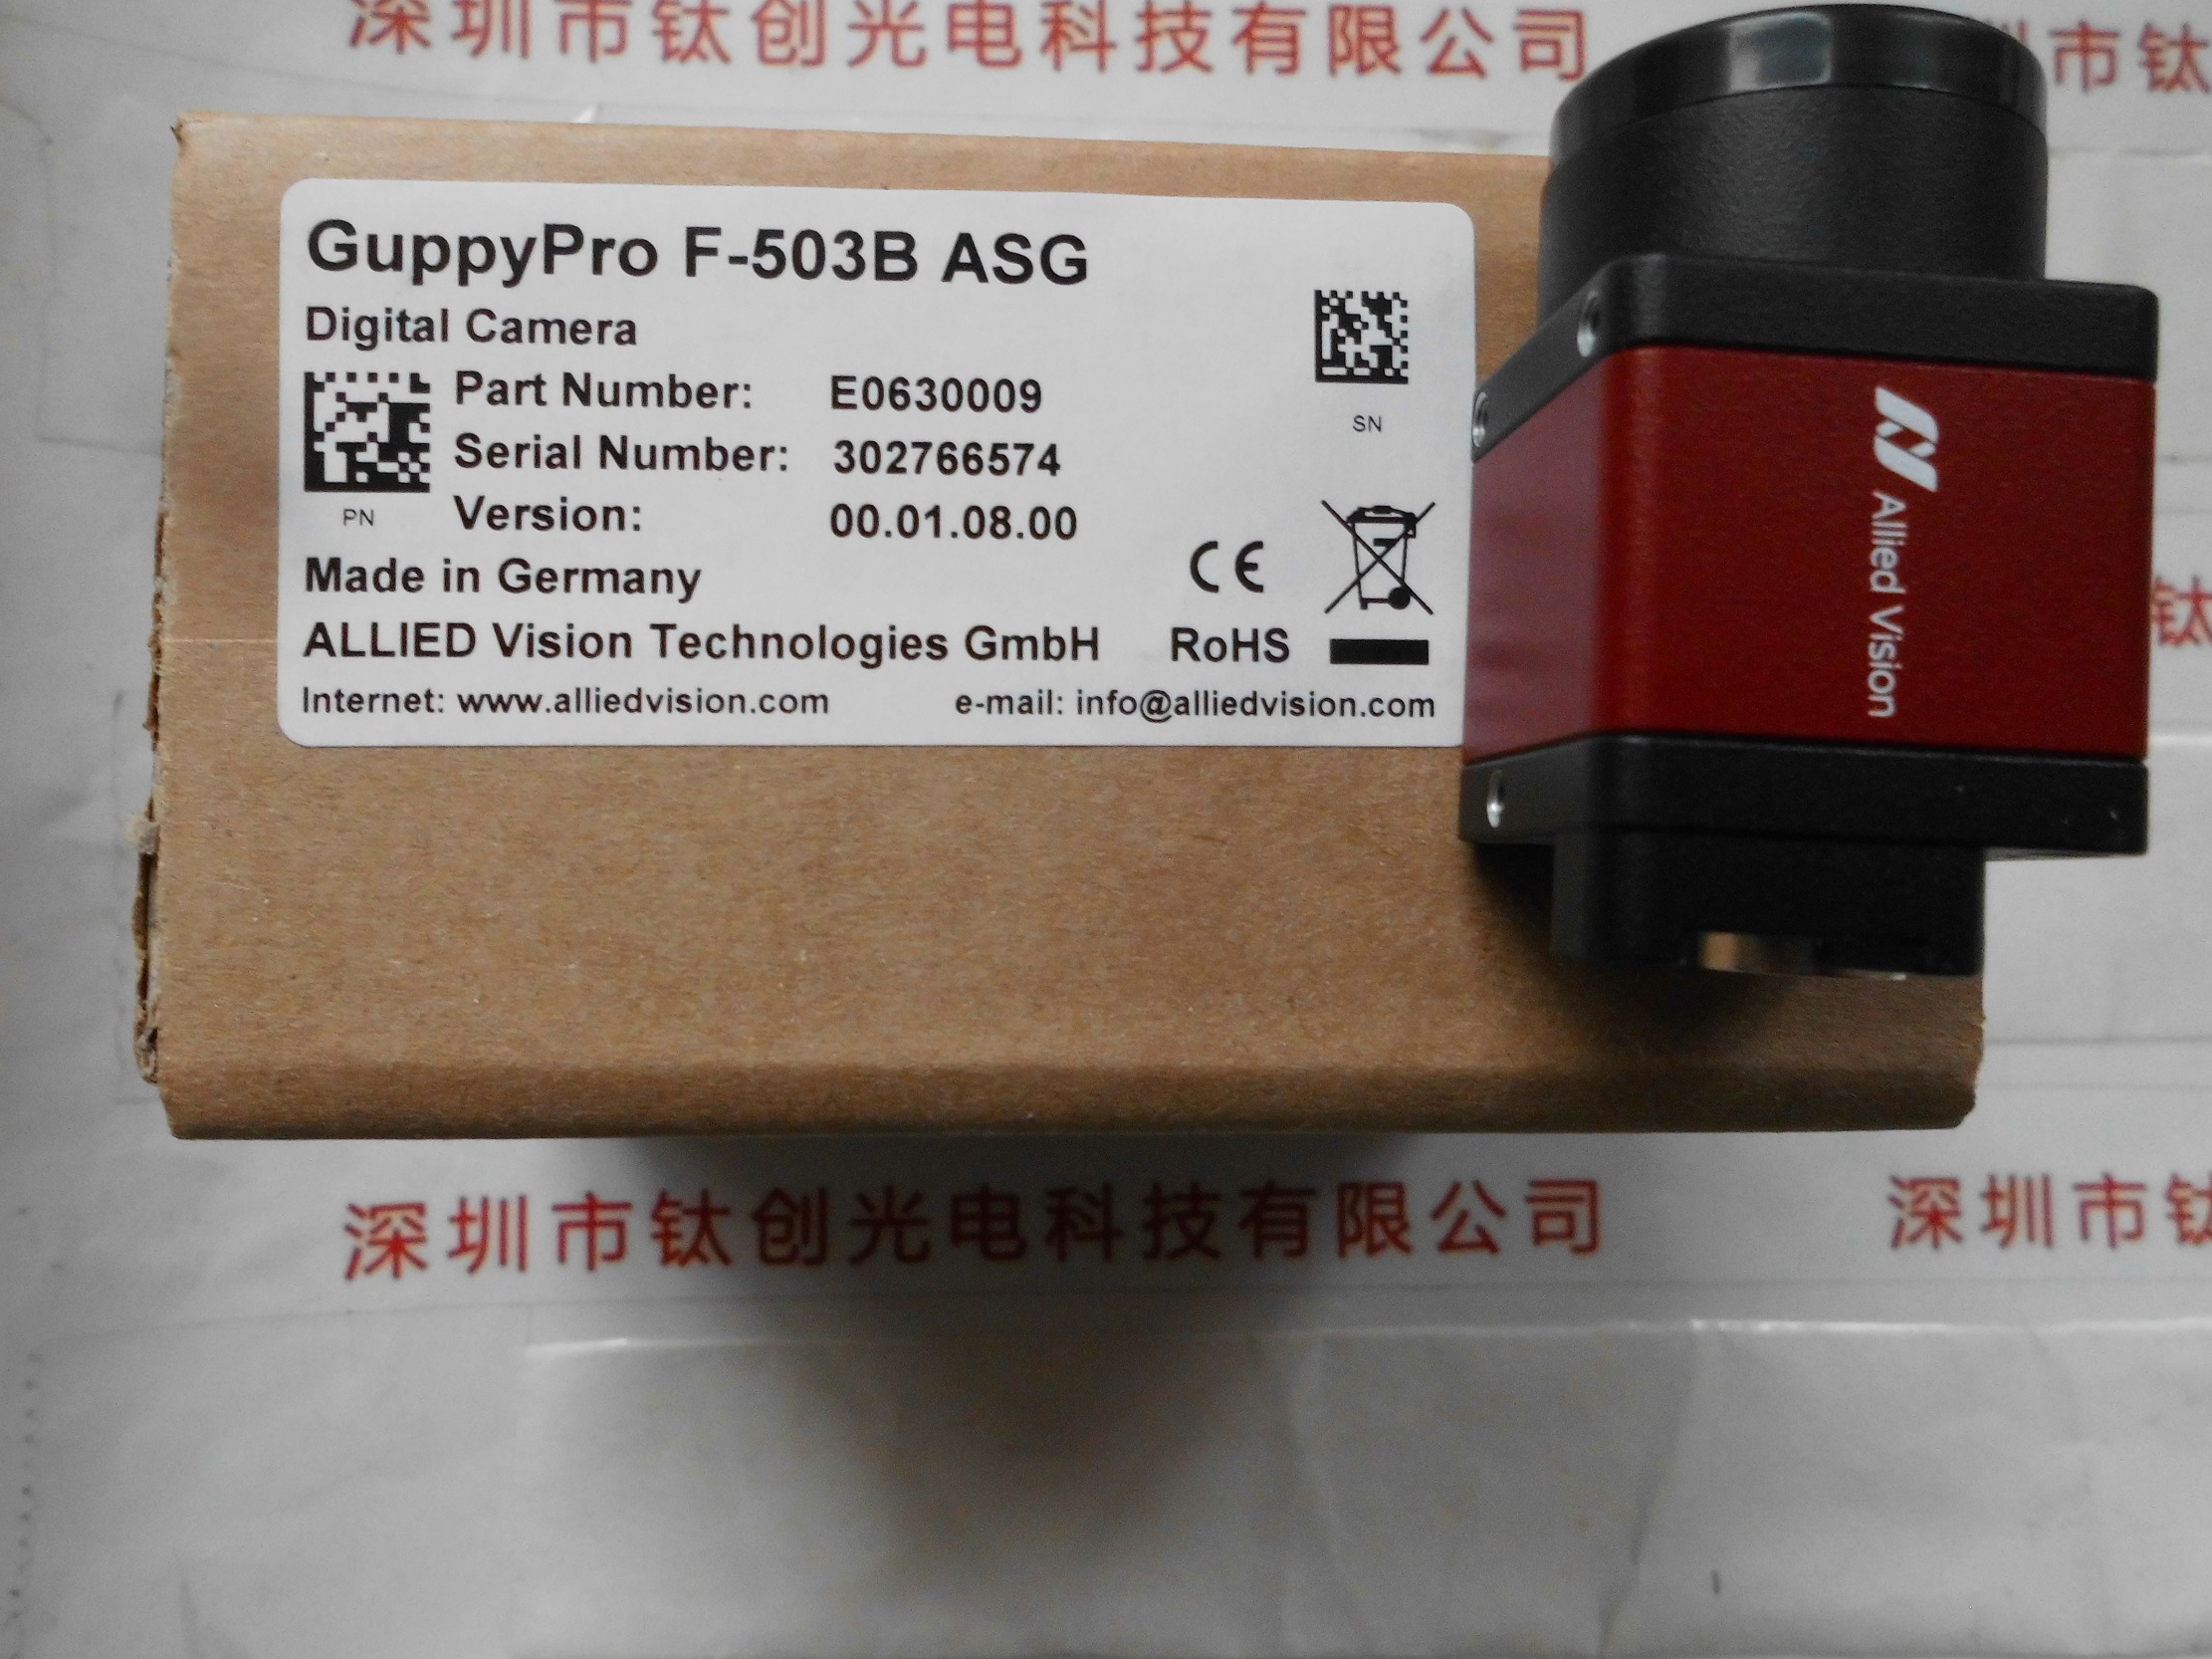 深圳市钛创光电科技有限公司
市钛
GuppyPro F-503B ASG
Digital Camera
Part Number: E0630009
Serial Number: 302766574
Version: 00.01.08.00
PN
SN
Made in Germany
CE
ALLIED Vision Technologies GmbH RoHS
Internet: www.alliedvision.com e-mail: info@alliedvision.com
Allied Vision
钛
深圳市钛创光电科技有限公司
深圳市钛